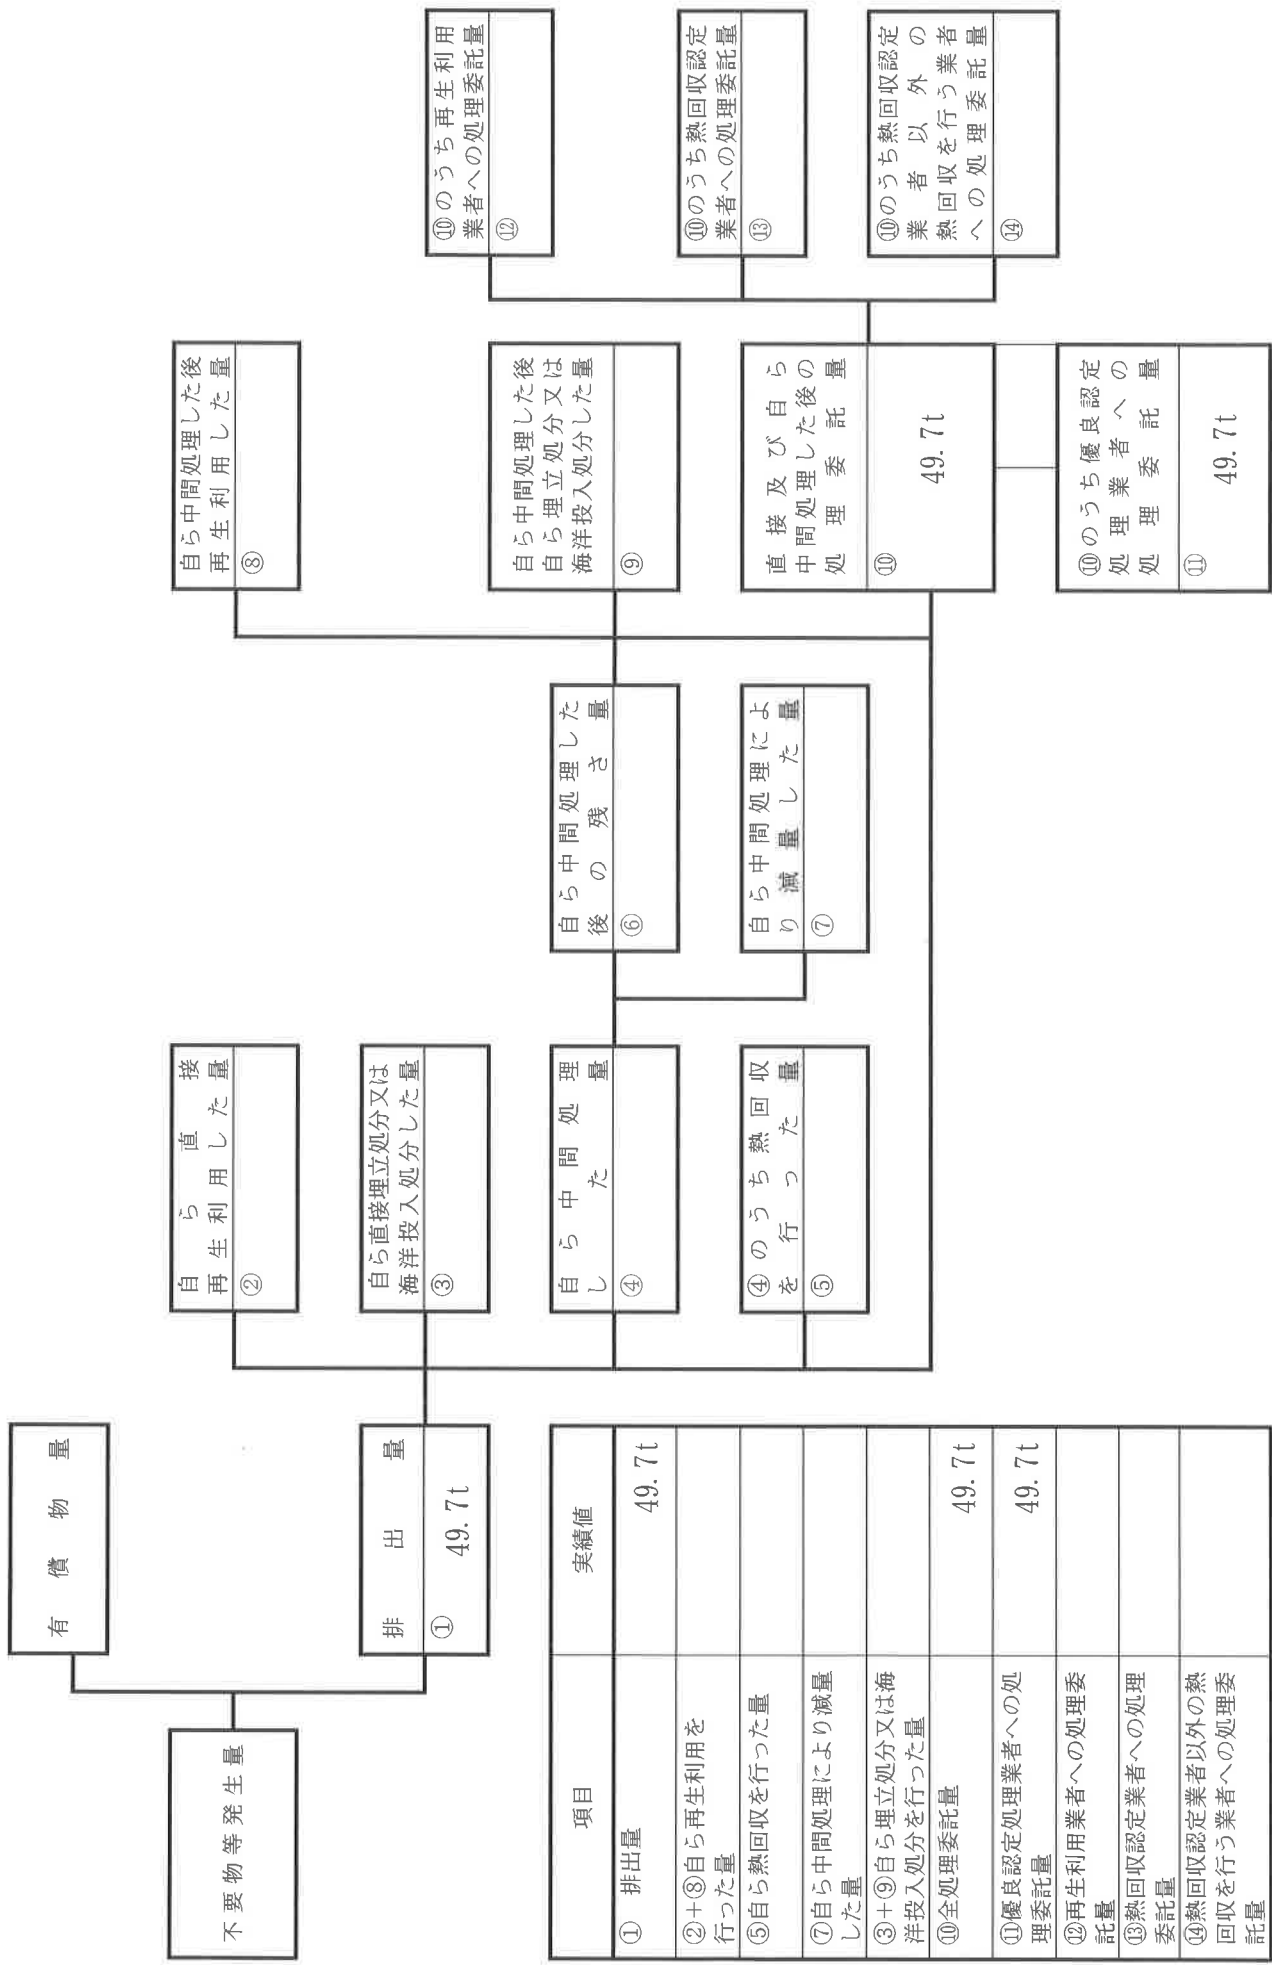 不要物等発生量
有償物量
排出量
① 49.7t
自ら直接
再生利用した量
②
自ら直接埋立処分又は
海洋投入処分した量
③
自ら中間処理
した量
④
④のうち熱回収
を行った量
⑤
自ら中間処理した
後の残さ量
⑥
自ら中間処理によ
り減量した量
⑦
自ら中間処理した後
再生利用した量
⑧
自ら中間処理した後
自ら埋立処分又は
海洋投入処分した量
⑨
直接及び自ら
中間処理した後の
処理委託量
⑩ 49.7t
⑩のうち優良認定
処理業者への
処理委託量
⑪ 49.7t
⑩のうち再生利用
業者への処理委託量
⑫
⑩のうち熱回収認定
業者への処理委託量
⑬
⑩のうち熱回収認定
業者以外の
熱回収を行う業者
への処理委託量
⑭
項目 実績値
① 排出量 49.7t
②+⑧自ら再生利用を
行った量
⑤自ら熱回収を行った量
⑦自ら中間処理により減量
した量
③+⑨自ら埋立処分又は海
洋投入処分を行った量
⑩全処理委託量 49.7t
⑪優良認定処理業者への処
理委託量 49.7t
⑫再生利用業者への処理委
託量
⑬熱回収認定業者への処理
委託量
⑭熱回収認定業者以外の熱
回収を行う業者への処理委
託量